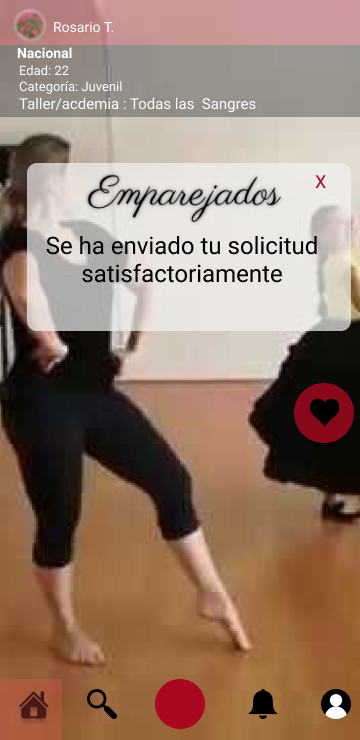 Rosario T.
Nacional
Edad: 22
Categoría: Juvenil
Taller/acdemia : Todas las Sangres
X
Emparejados
Se ha enviado tu solicitud
satisfactoriamente